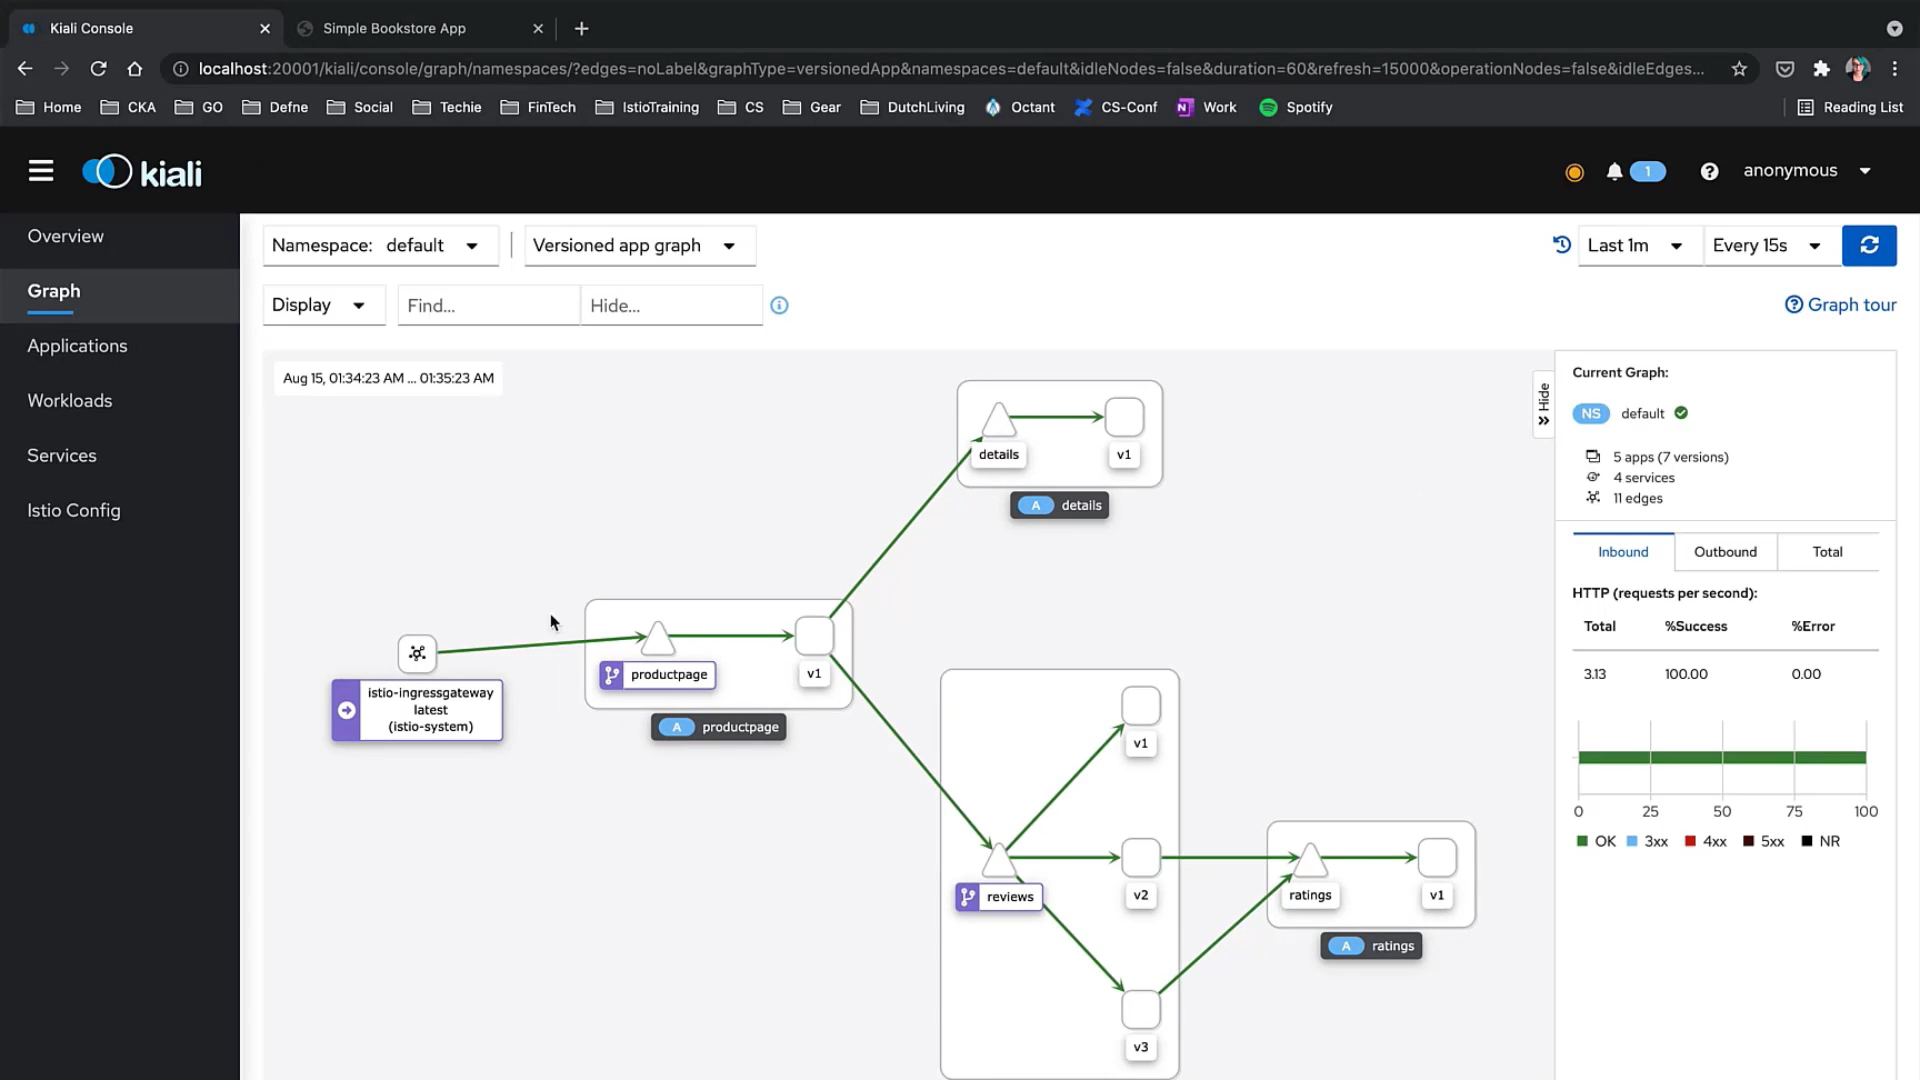 Kiali Console
Simple Bookstore App
localhost:20001/kiali/console/graph/namespaces/?edges=noLabel&graphType=versionedApp&namespaces=default&idleNodes=false&duration=60&refresh=15000&operationNodes=false&idleEdges...
Home CKA GO Defne Social Techie FinTech IstioTraining CS Gear DutchLiving Octant CS-Conf Work Spotify Reading List
kiali
1
anonymous
Overview
Graph
Applications
Workloads
Services
Istio Config
Namespace: default
Versioned app graph
Last 1m
Every 15s
Display
Find...
Hide...
Graph tour
Aug 15, 01:34:23 AM ... 01:35:23 AM
details
v1
A details
istio-ingressgateway
latest
(istio-system)
productpage
v1
A productpage
reviews
v1
v2
v3
ratings
v1
A ratings
Hide
Current Graph:
NS default
5 apps (7 versions)
4 services
11 edges
Inbound
Outbound
Total
HTTP (requests per second):
Total %Success %Error
3.13 100.00 0.00
0 25 50 75 100
OK 3xx 4xx 5xx NR